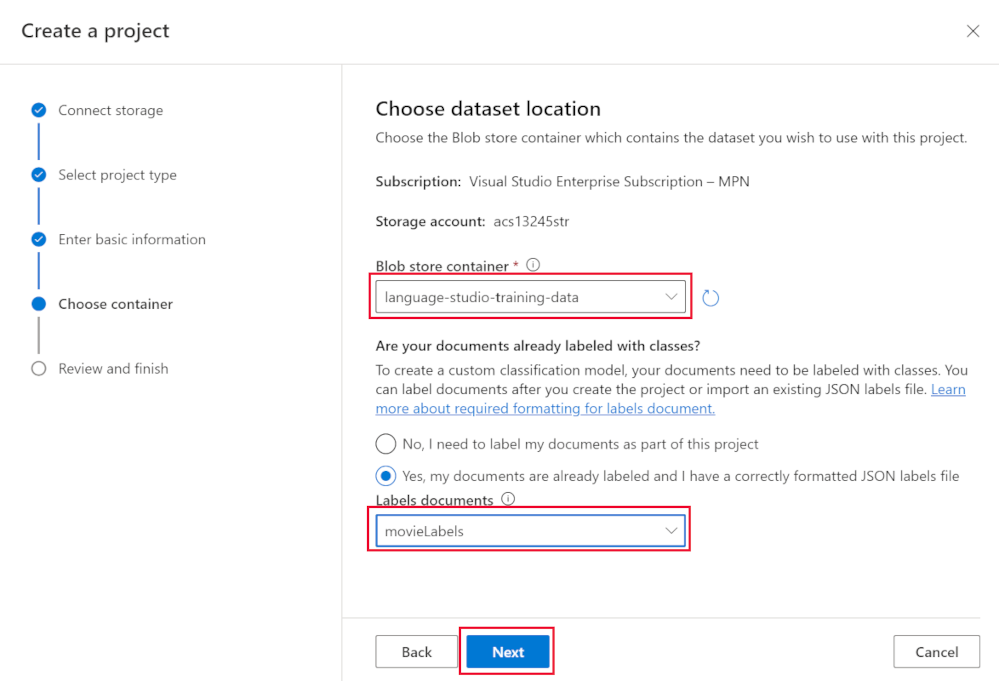 Create a project
Connect storage
Select project type
Enter basic information
Choose container
Review and finish
Choose dataset location
Choose the Blob store container which contains the dataset you wish to use with this project.
Subscription: Visual Studio Enterprise Subscription – MPN
Storage account: acs13245str
Blob store container *
language-studio-training-data
Are your documents already labeled with classes?
To create a custom classification model, your documents need to be labeled with classes. You
can label documents after you create the project or import an existing JSON labels file. Learn
more about required formatting for labels document.
No, I need to label my documents as part of this project
Yes, my documents are already labeled and I have a correctly formatted JSON labels file
Labels documents
movieLabels
Back
Next
Cancel